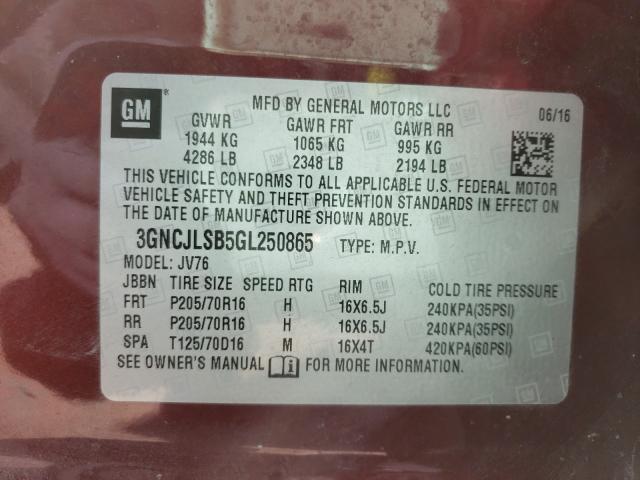 GM ®
MFD BY GENERAL MOTORS LLC 06/16
GVWR GAWR FRT GAWR RR
1944 KG 1065 KG 995 KG
4286 LB 2348 LB 2194 LB
THIS VEHICLE CONFORMS TO ALL APPLICABLE U.S. FEDERAL MOTOR
VEHICLE SAFETY AND THEFT PREVENTION STANDARDS IN EFFECT ON
THE DATE OF MANUFACTURE SHOWN ABOVE.
3GNCJLSB5GL250865 TYPE: M.P.V.
MODEL: JV76
JBBN TIRE SIZE SPEED RTG RIM COLD TIRE PRESSURE
FRT P205/70R16 H 16X6.5J 240KPA(35PSI)
RR P205/70R16 H 16X6.5J 240KPA(35PSI)
SPA T125/70D16 M 16X4T 420KPA(60PSI)
SEE OWNER'S MANUAL FOR MORE INFORMATION.